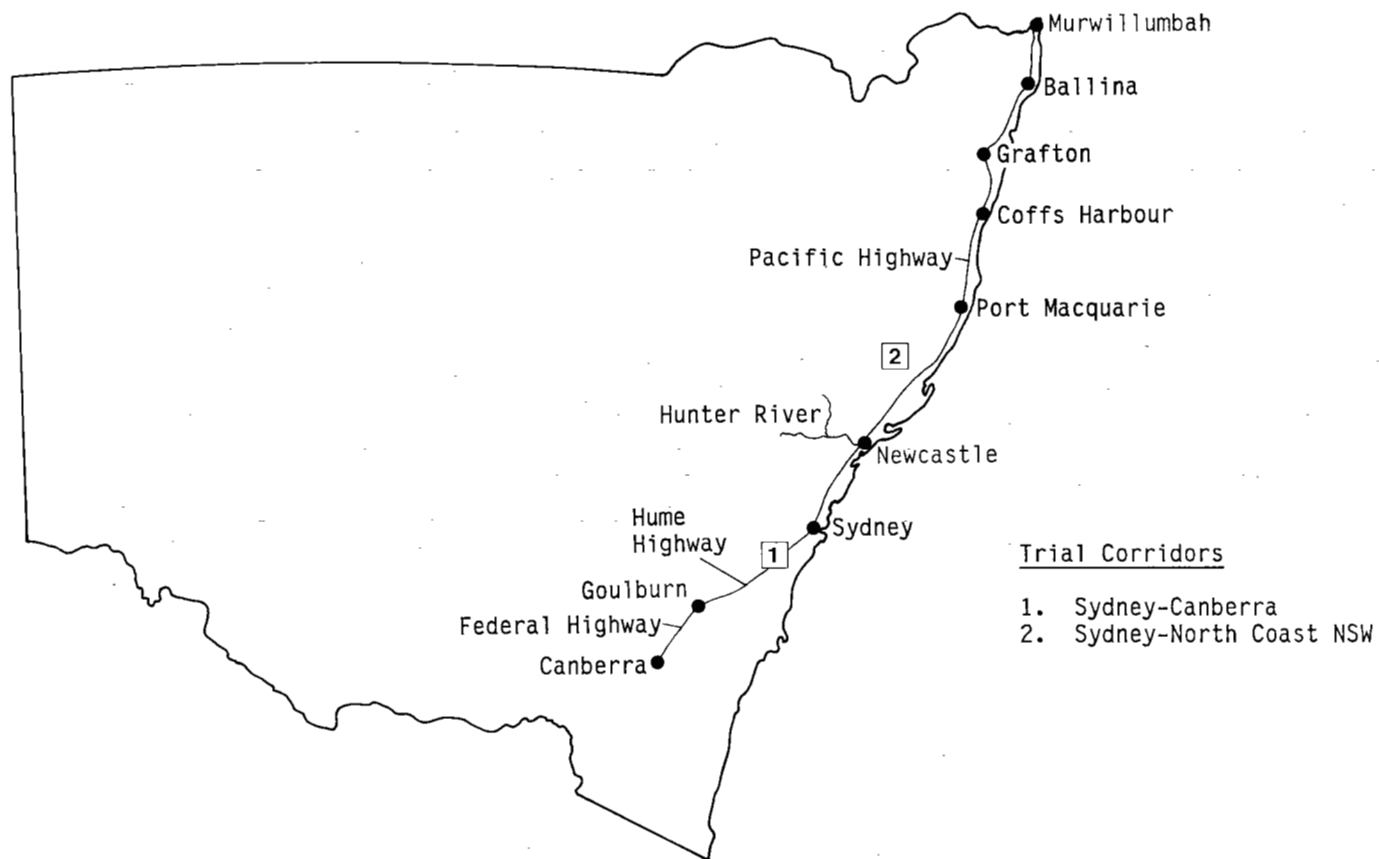 Murwillumbah
Ballina
Grafton
Coffs Harbour
Pacific Highway
Port Macquarie
2
Hunter River
Newcastle
Hume
Highway
Sydney
1
Goulburn
Federal Highway
Canberra
Trial Corridors
1. Sydney-Canberra
2. Sydney-North Coast NSW